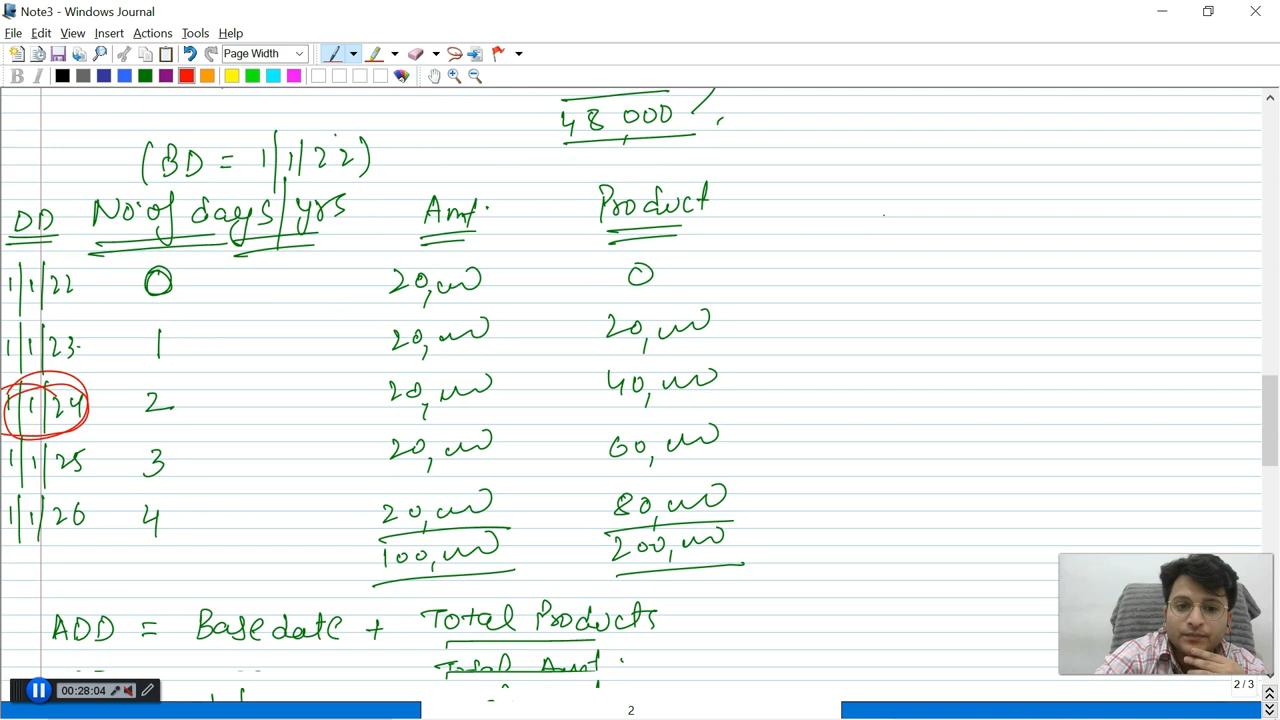 Note3 - Windows Journal
File Edit View Insert Actions Tools Help
Page Width
B I
48 000
(BD = 1/1/22)
DD No. of days/yrs Amt. Product
1/1/22 0 20,000 0
1/1/23 1 20,000 20,000
1/1/24 2 20,000 40,000
1/1/25 3 20,000 60,000
1/1/26 4 20,000 80,000
100,000 200,000
ADD = Base date + Total Products
Total Amt.
00:28:04
2 / 3
2